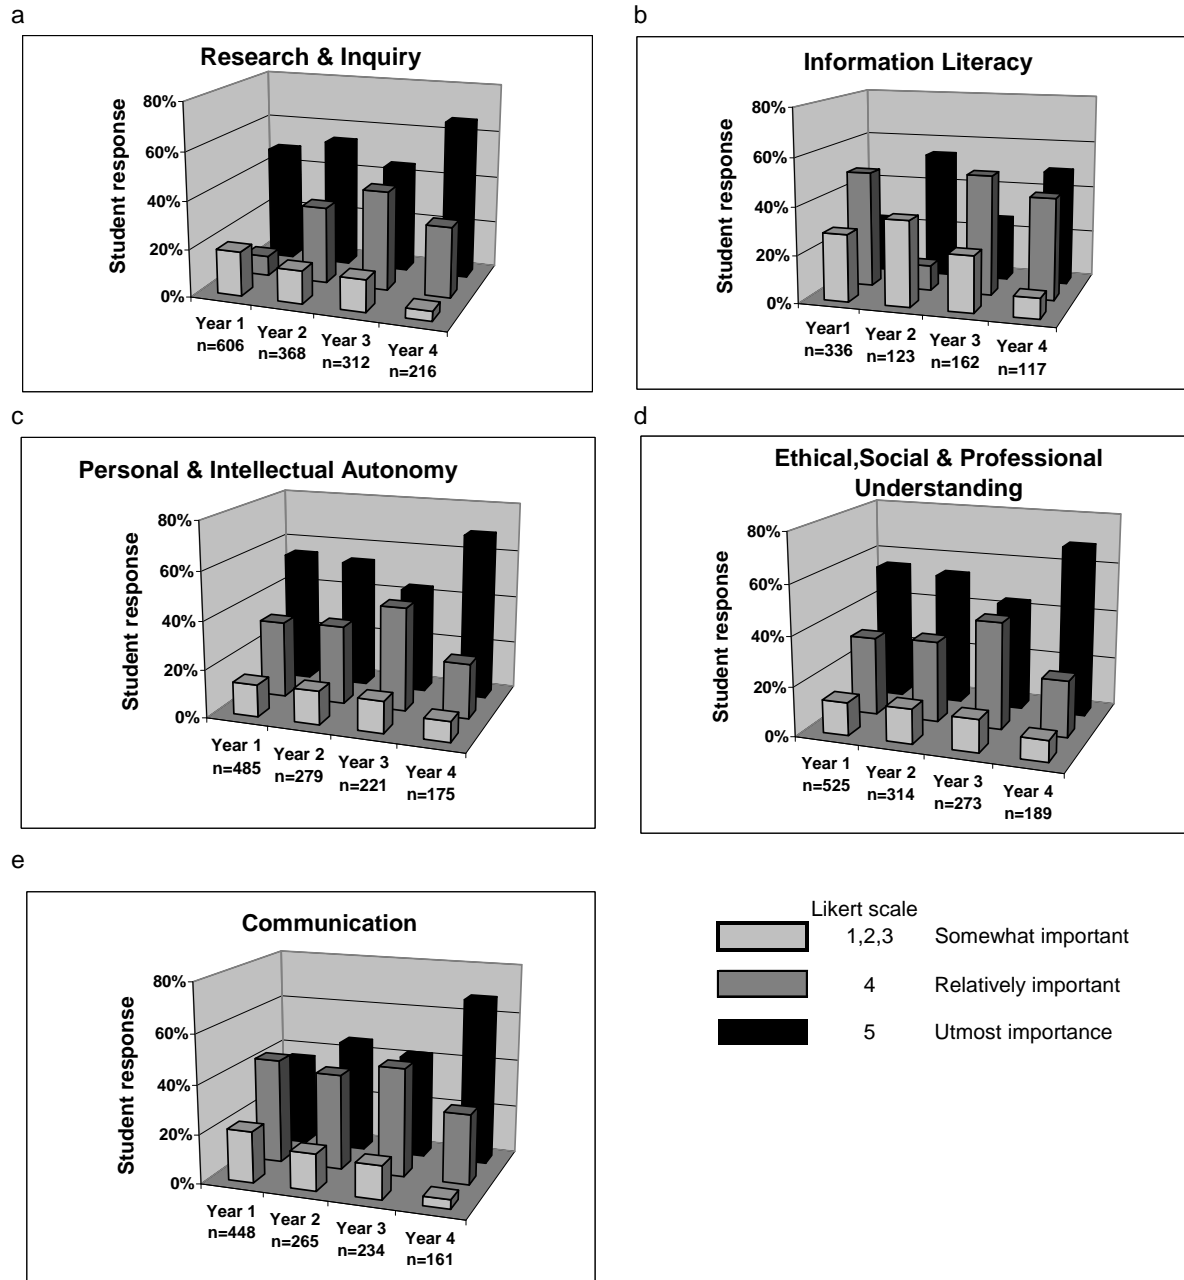 a
Research & Inquiry
Student response
80%
60%
40%
20%
0%
Year 1
n=606
Year 2
n=368
Year 3
n=312
Year 4
n=216
b
Information Literacy
Student response
80%
60%
40%
20%
0%
Year1
n=336
Year 2
n=123
Year 3
n=162
Year 4
n=117
c
Personal & Intellectual Autonomy
Student response
80%
60%
40%
20%
0%
Year 1
n=485
Year 2
n=279
Year 3
n=221
Year 4
n=175
d
Ethical,Social & Professional
Understanding
Student response
80%
60%
40%
20%
0%
Year 1
n=525
Year 2
n=314
Year 3
n=273
Year 4
n=189
e
Communication
Student response
80%
60%
40%
20%
0%
Year 1
n=448
Year 2
n=265
Year 3
n=234
Year 4
n=161
Likert scale
1,2,3 Somewhat important
4 Relatively important
5 Utmost importance